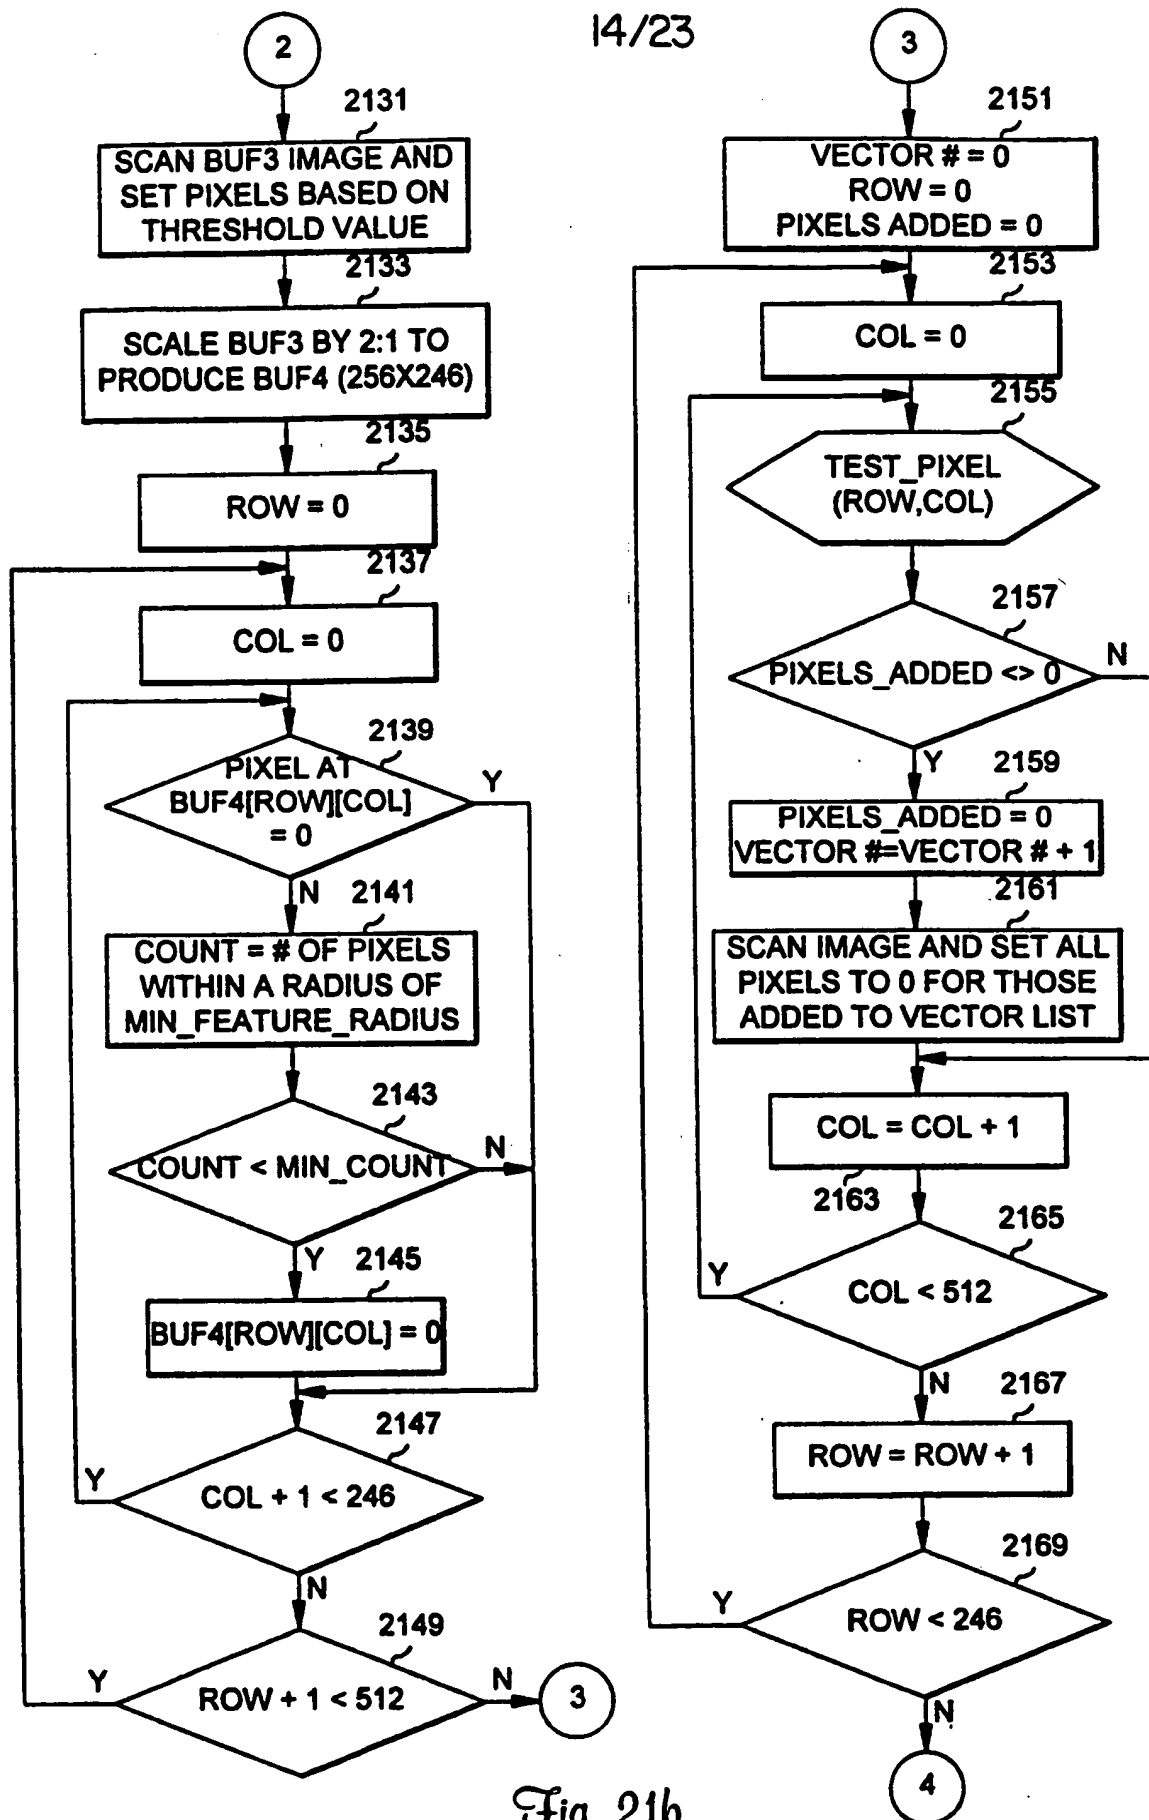 14/23
2
2131
SCAN BUF3 IMAGE AND
SET PIXELS BASED ON
THRESHOLD VALUE
2133
SCALE BUF3 BY 2:1 TO
PRODUCE BUF4 (256X246)
2135
ROW = 0
2137
COL = 0
2139
PIXEL AT
BUF4[ROW][COL]
= 0
Y
N
2141
COUNT = # OF PIXELS
WITHIN A RADIUS OF
MIN_FEATURE_RADIUS
2143
COUNT < MIN_COUNT
N
Y
2145
BUF4[ROW][COL] = 0
2147
COL + 1 < 246
Y
N
2149
ROW + 1 < 512
Y
N
3
3
2151
VECTOR # = 0
ROW = 0
PIXELS ADDED = 0
2153
COL = 0
2155
TEST_PIXEL
(ROW,COL)
2157
PIXELS_ADDED <> 0
N
Y
2159
PIXELS_ADDED = 0
VECTOR #=VECTOR # + 1
2161
SCAN IMAGE AND SET ALL
PIXELS TO 0 FOR THOSE
ADDED TO VECTOR LIST
COL = COL + 1
2163
2165
COL < 512
Y
N
2167
ROW = ROW + 1
2169
ROW < 246
Y
N
4
Fig. 21b